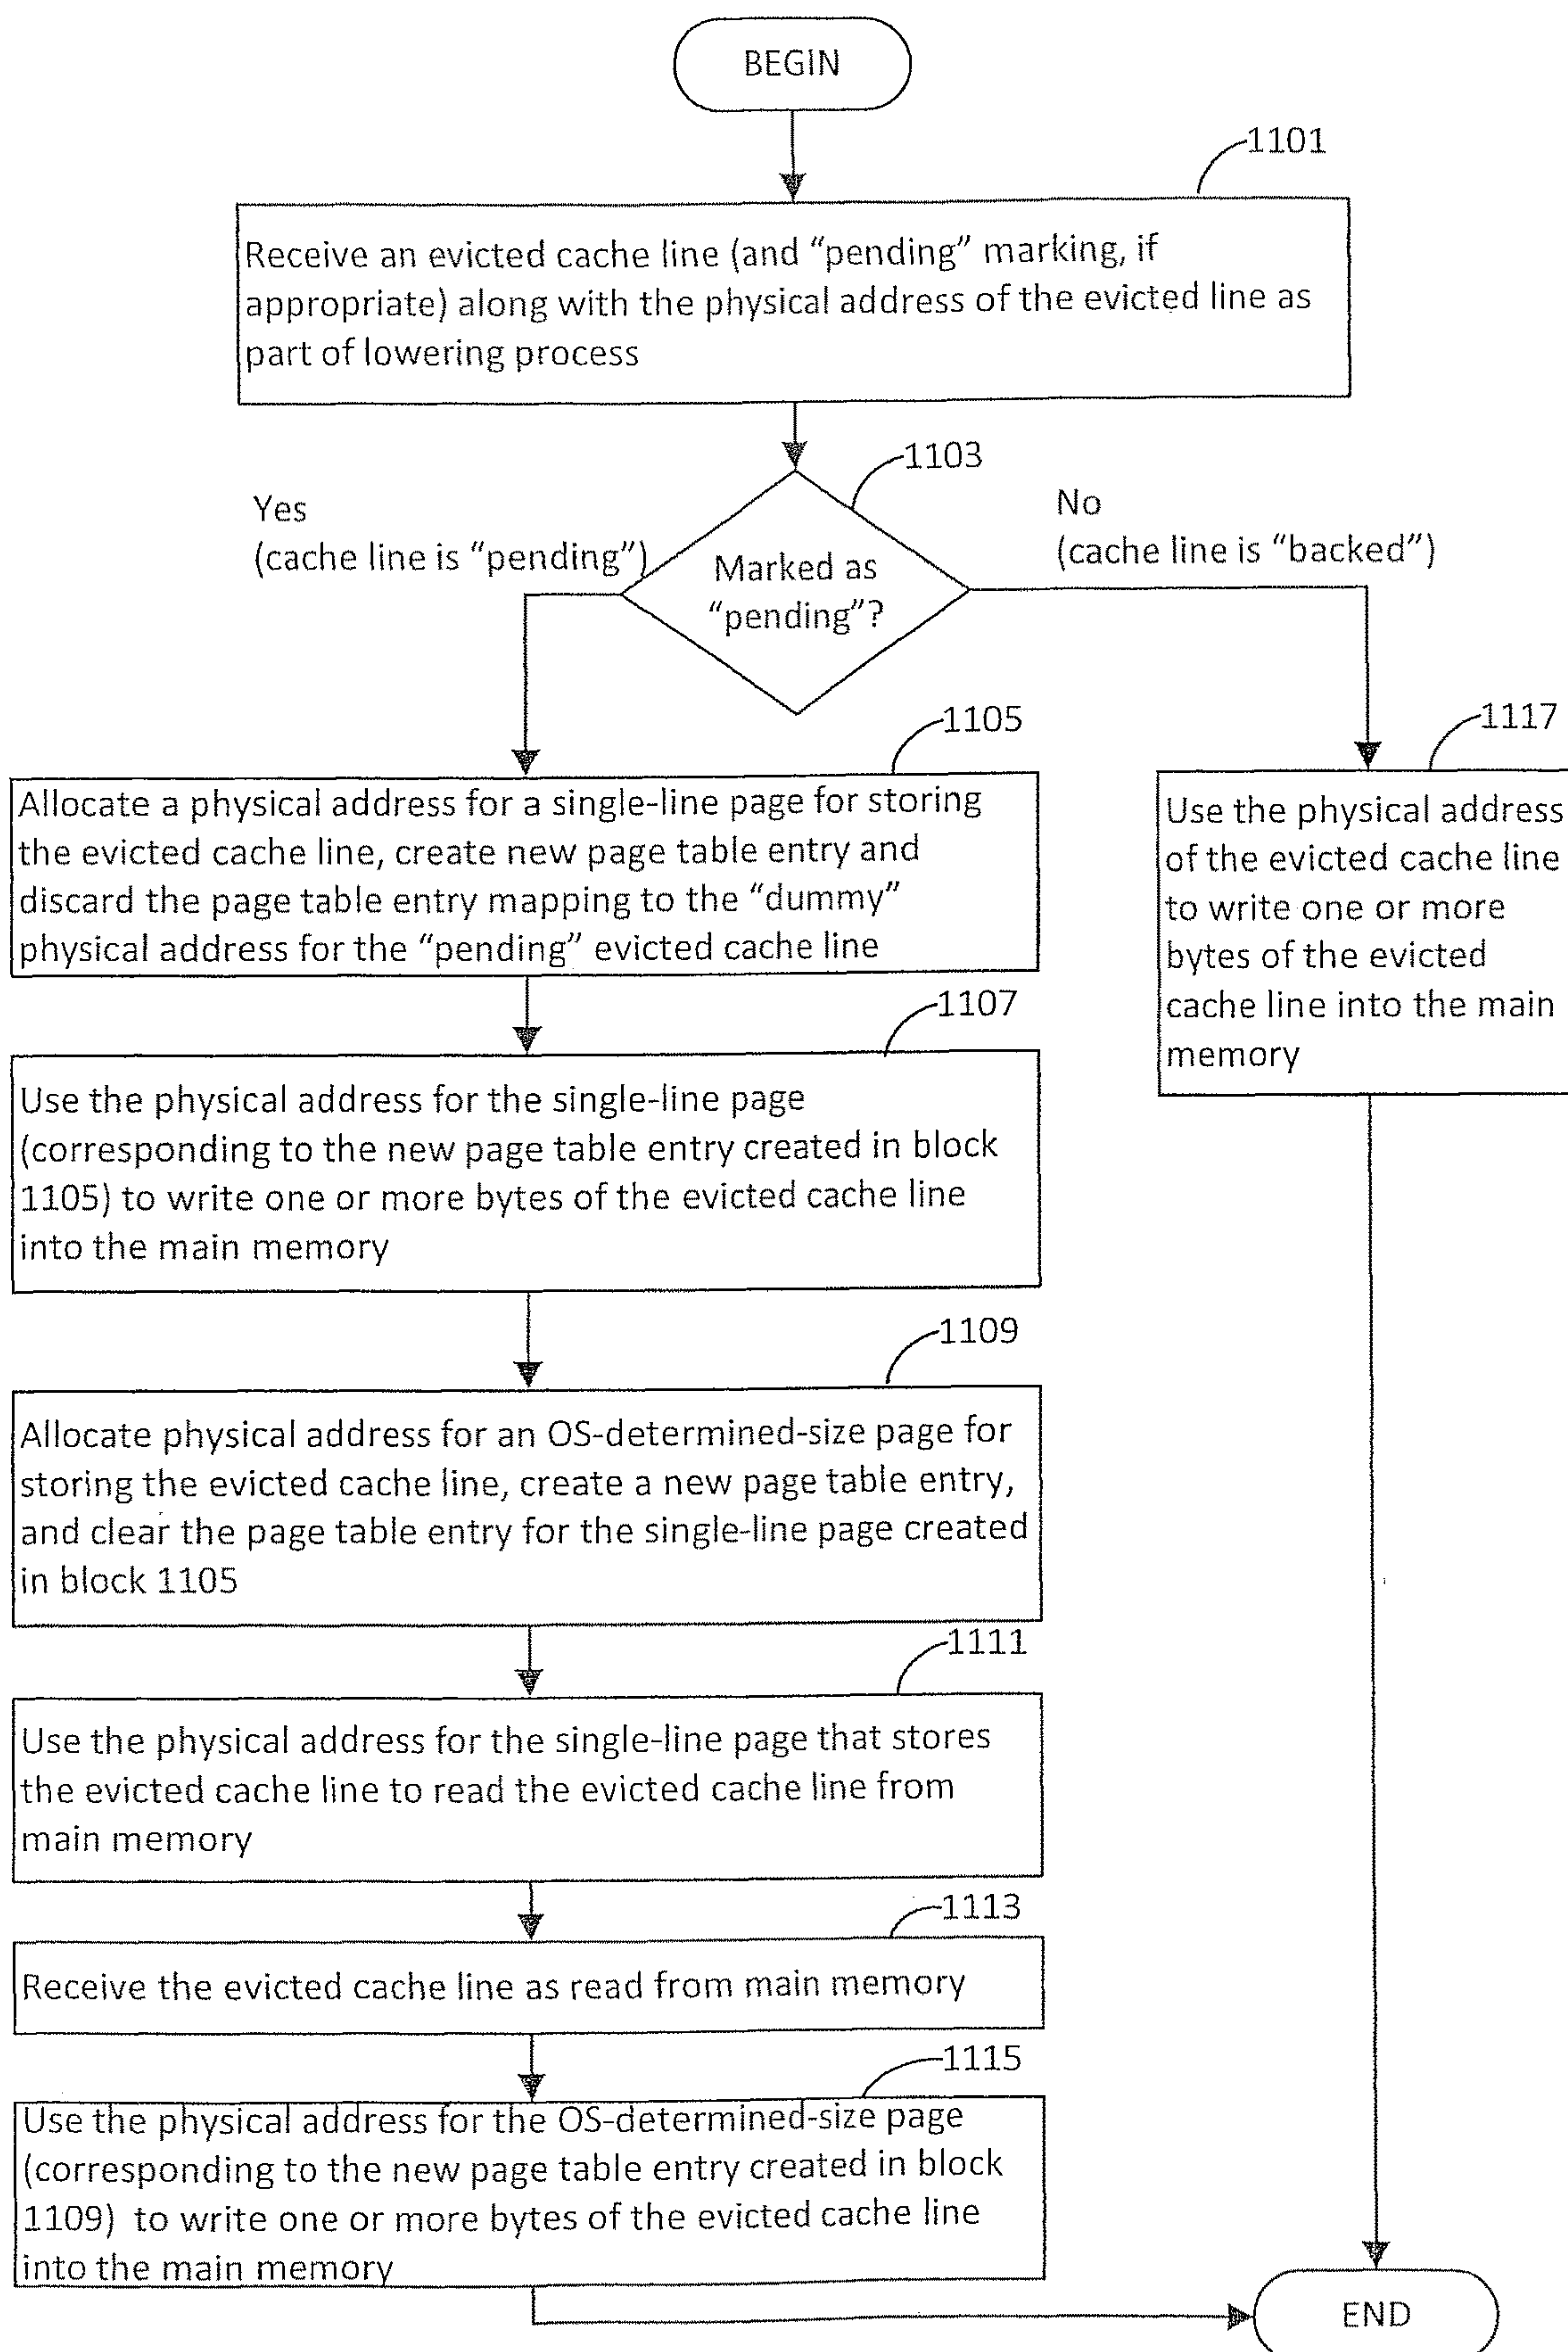 BEGIN
1101
Receive an evicted cache line (and “pending” marking, if
appropriate) along with the physical address of the evicted line as
part of lowering process
1103
Yes
(cache line is “pending”)
No
(cache line is “backed”)
Marked as
“pending”?
1105
1117
Allocate a physical address for a single-line page for storing
the evicted cache line, create new page table entry and
discard the page table entry mapping to the “dummy”
physical address for the “pending” evicted cache line
Use the physical address
of the evicted cache line
to write one or more
bytes of the evicted
cache line into the main
memory
1107
Use the physical address for the single-line page
(corresponding to the new page table entry created in block
1105) to write one or more bytes of the evicted cache line
into the main memory
1109
Allocate physical address for an OS-determined-size page for
storing the evicted cache line, create a new page table entry,
and clear the page table entry for the single-line page created
in block 1105
1111
Use the physical address for the single-line page that stores
the evicted cache line to read the evicted cache line from
main memory
1113
Receive the evicted cache line as read from main memory
1115
Use the physical address for the OS-determined-size page
(corresponding to the new page table entry created in block
1109) to write one or more bytes of the evicted cache line
into the main memory
END